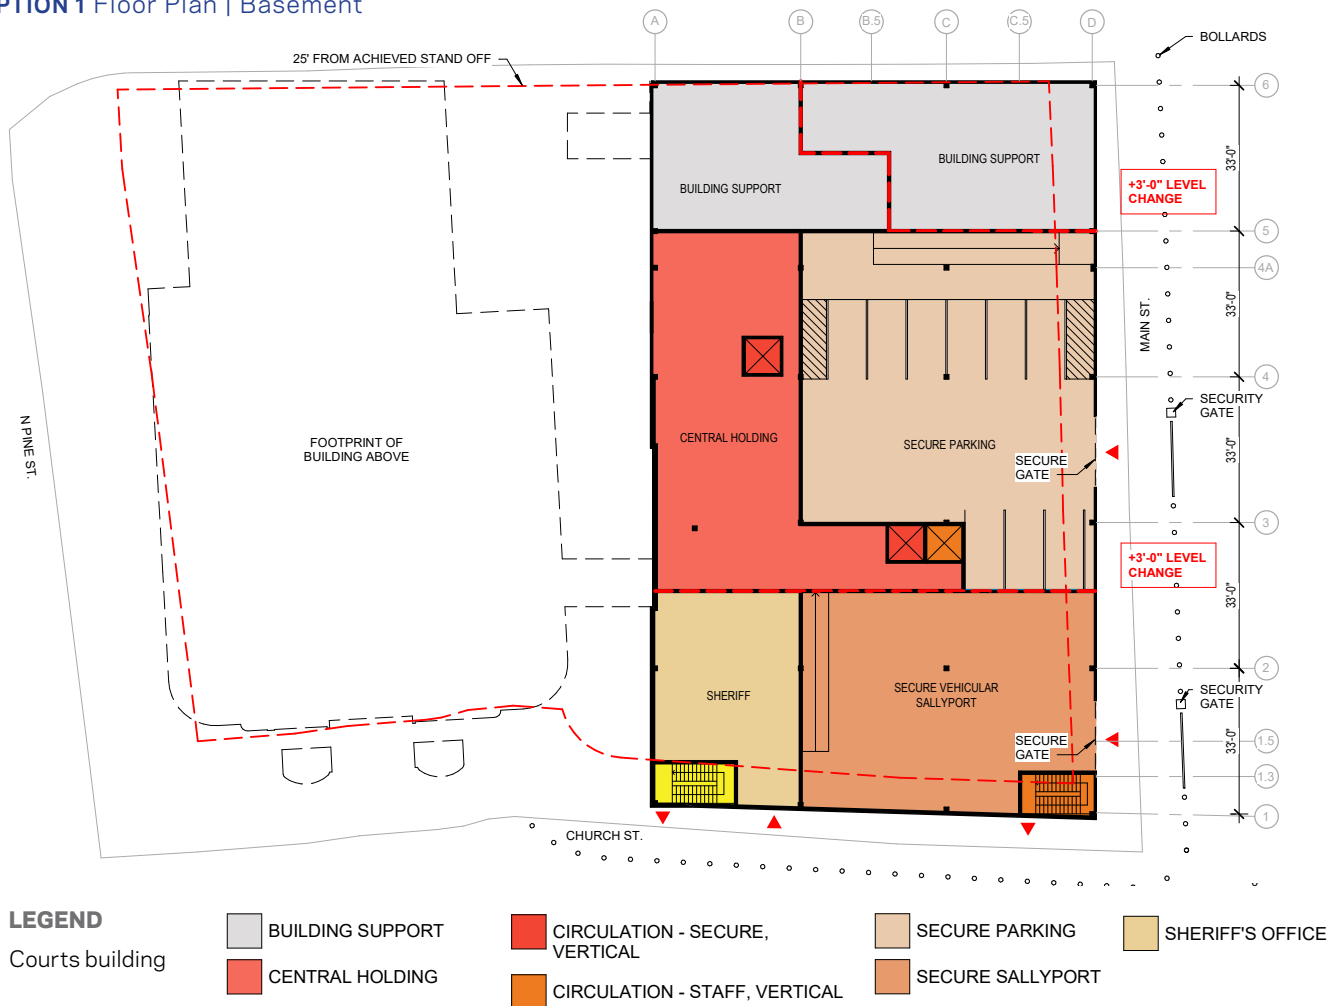 PTION 1 Floor Plan | Basement
A
B
B.5
C
C.5
D
BOLLARDS
25' FROM ACHIEVED STAND OFF
6
BUILDING SUPPORT
33'-0"
BUILDING SUPPORT
+3'-0" LEVEL
CHANGE
5
4A
33'-0"
MAIN ST.
4
SECURITY
GATE
N PINE ST.
FOOTPRINT OF
BUILDING ABOVE
CENTRAL HOLDING
SECURE PARKING
33'-0"
SECURE
GATE
3
+3'-0" LEVEL
CHANGE
33'-0"
2
SHERIFF
SECURE VEHICULAR
SALLYPORT
SECURITY
GATE
33'-0"
SECURE
GATE
1.5
1.3
1
CHURCH ST.
LEGEND
Courts building
BUILDING SUPPORT
CENTRAL HOLDING
CIRCULATION - SECURE,
VERTICAL
CIRCULATION - STAFF, VERTICAL
SECURE PARKING
SECURE SALLYPORT
SHERIFF'S OFFICE